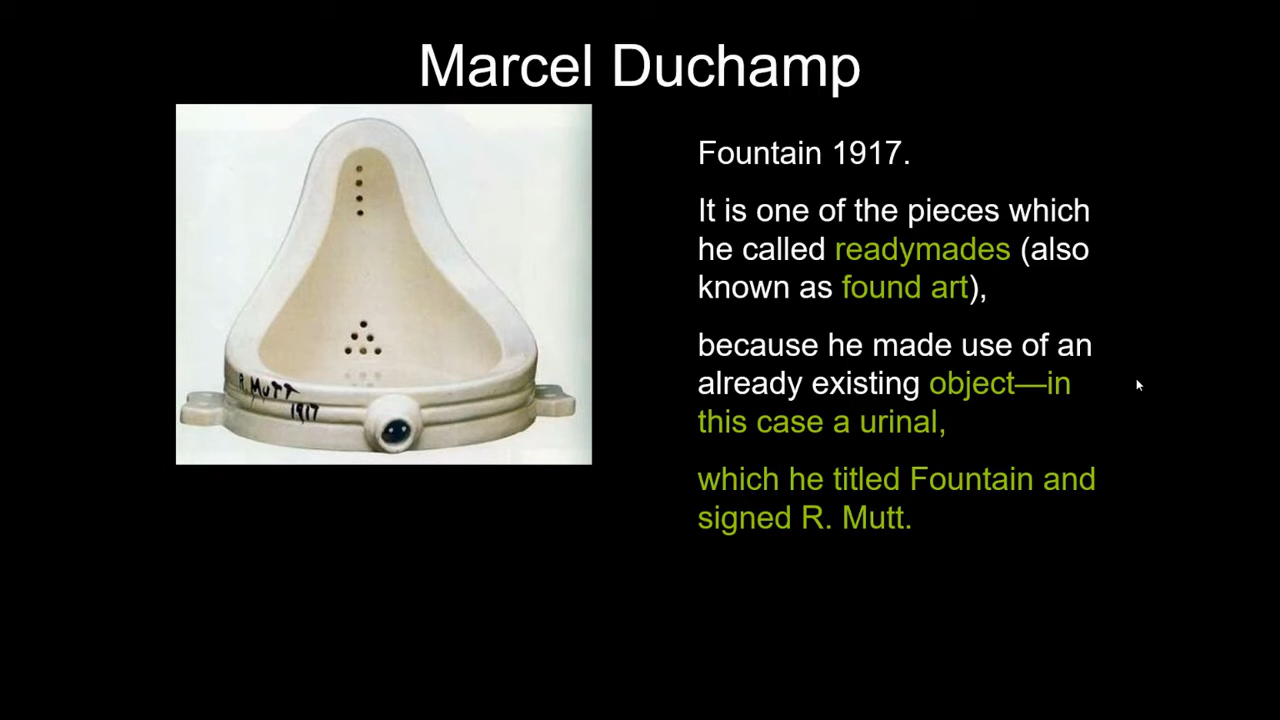 Marcel Duchamp
Fountain 1917.
It is one of the pieces which
he called readymades (also
known as found art),
because he made use of an
already existing object—in
this case a urinal,
which he titled Fountain and
signed R. Mutt.
R. MUTT
1917